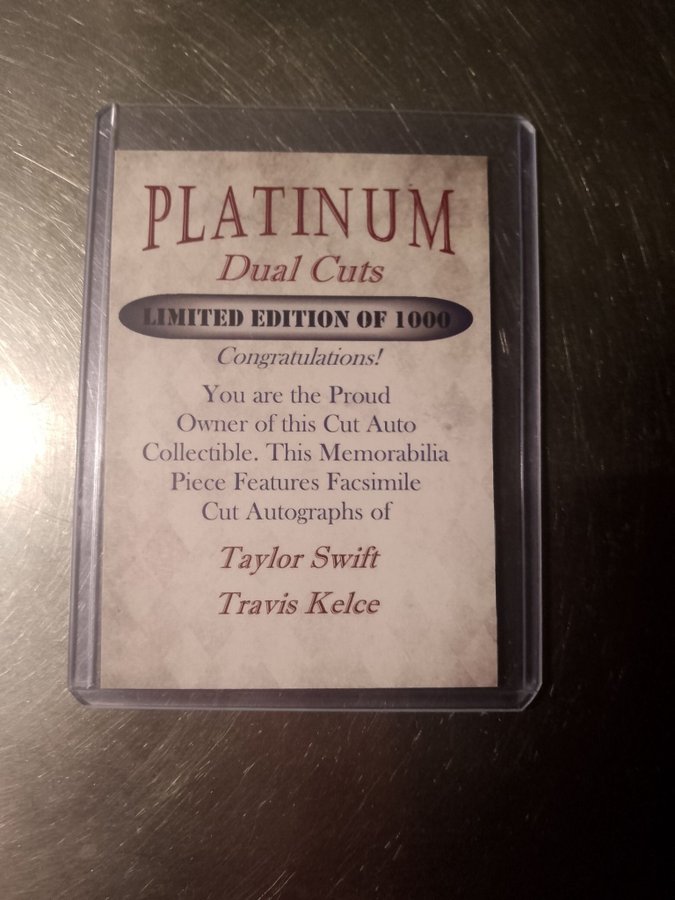 PLATINUM
Dual Cuts
LIMITED EDITION OF 1000
Congratulations!
You are the Proud
Owner of this Cut Auto
Collectible. This Memorabilia
Piece Features Facsimile
Cut Autographs of
Taylor Swift
Travis Kelce